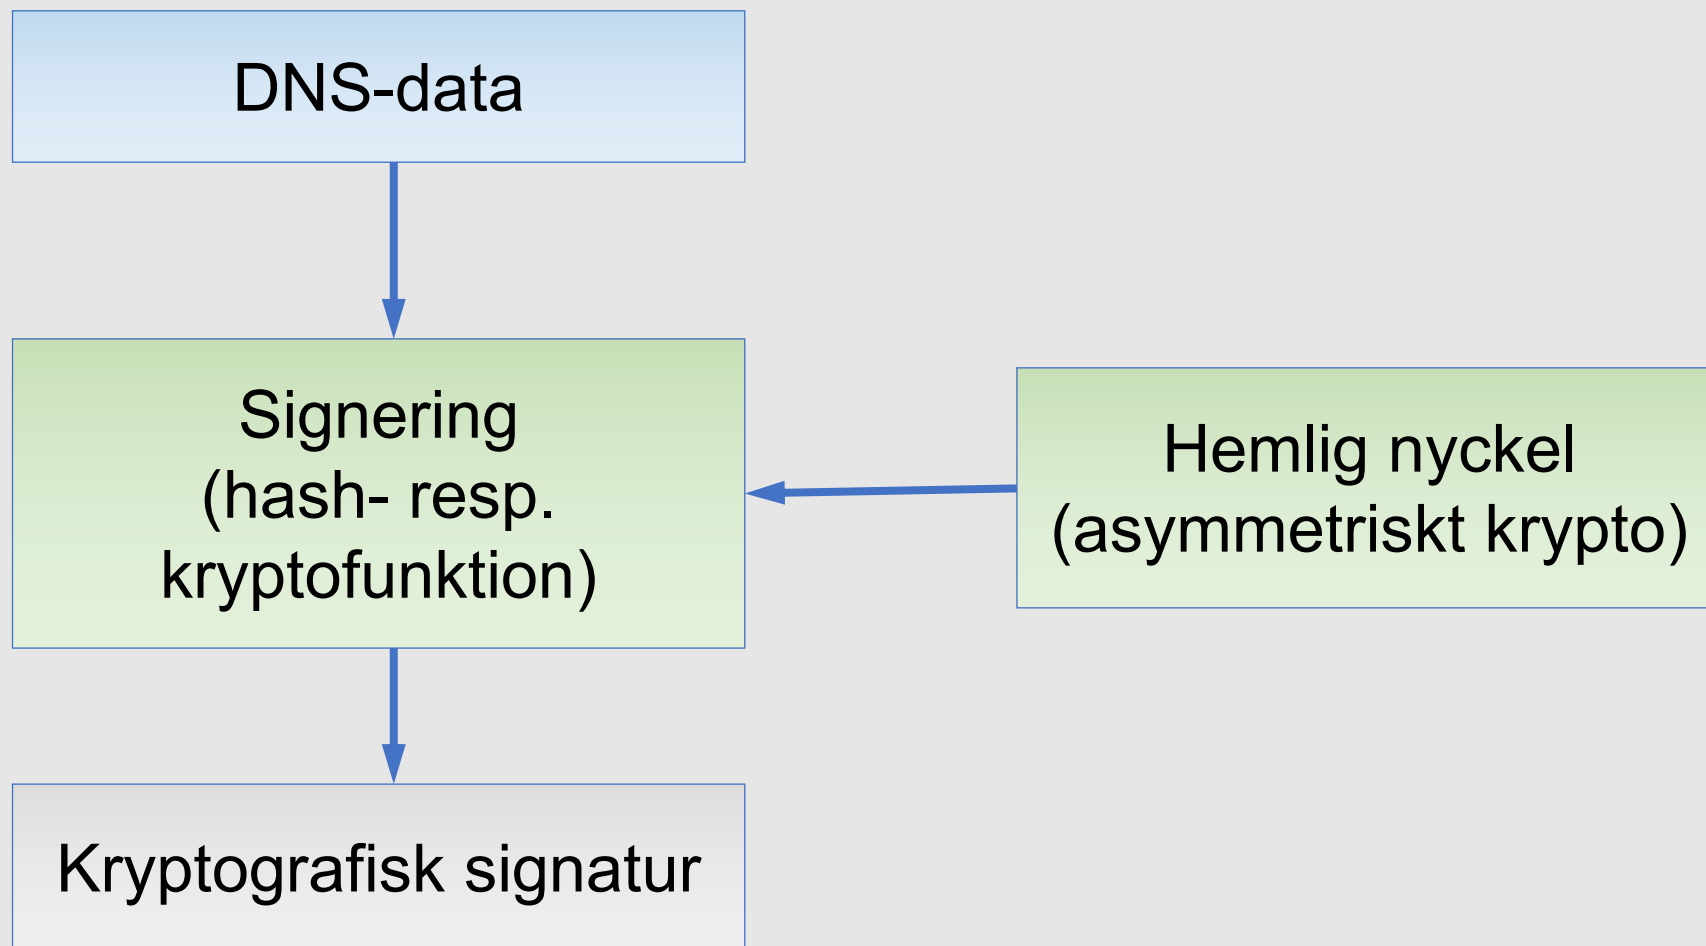 DNS-data
Signering
(hash- resp.
kryptofunktion)
Hemlig nyckel
(asymmetriskt krypto)
Kryptografisk signatur